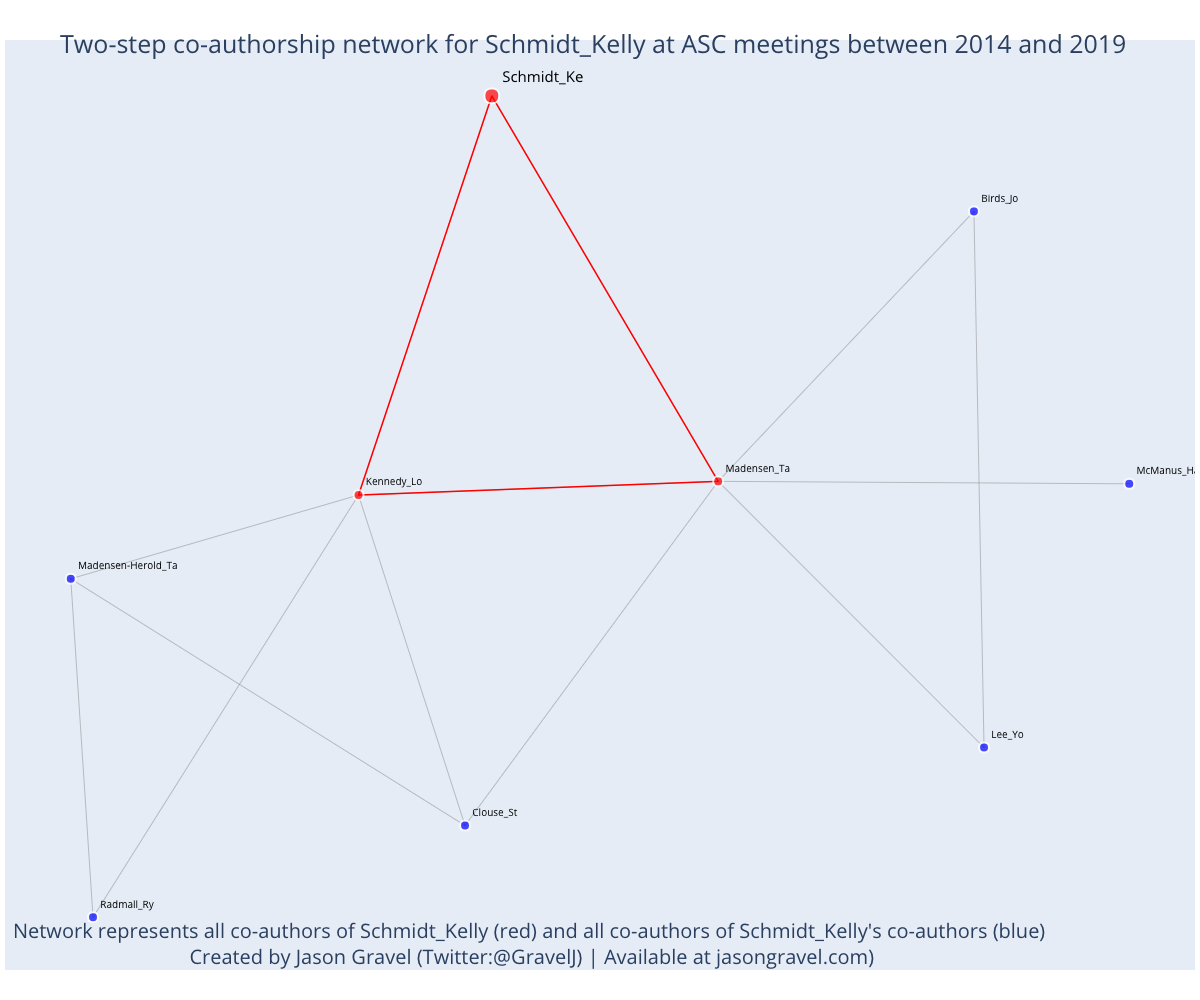 Two-step co-authorship network for Schmidt_Kelly at ASC meetings between 2014 and 2019
Schmidt_Ke
Birds_Jo
Madensen_Ta
McManus_Ha
Kennedy_Lo
Madensen-Herold_Ta
Lee_Yo
Clouse_St
Radmall_Ry
Network represents all co-authors of Schmidt_Kelly (red) and all co-authors of Schmidt_Kelly's co-authors (blue)
Created by Jason Gravel (Twitter:@GravelJ) | Available at jasongravel.com)